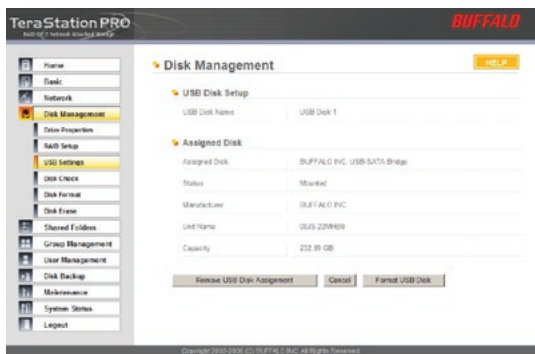 TeraStation PRO
BUFFALO
Home
Basic
Network
Disk Management
Drive Properties
RAID Setup
USB Settings
Disk Check
Disk Format
Disk Erase
Shared Folders
Group Management
User Management
Disk Backup
Maintenance
System Status
Logout
Disk Management
HELP
USB Disk Setup
USB Disk Name USB Disk 1
Assigned Disk
Assigned Disk BUFFALO INC. USB-SATA Bridge
Status Mounted
Manufacturer BUFFALO INC.
Unit Name
Capacity GB
Remove USB Disk Assignment Cancel Format USB Disk
All Rights Reserved